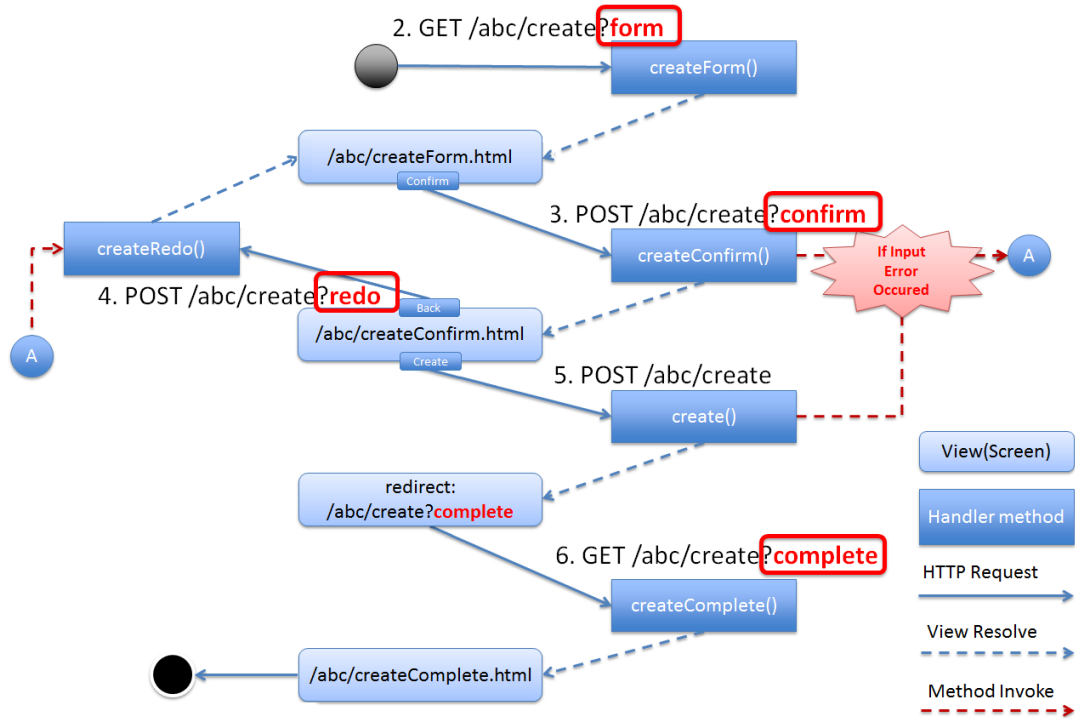 2. GET /abc/create?form
createForm()
/abc/createForm.html
Confirm
3. POST /abc/create?confirm
createRedo()
createConfirm()
If Input
Error
Occured
A
4. POST /abc/create?redo
Back
/abc/createConfirm.html
A
Create
5. POST /abc/create
create()
View(Screen)
redirect:
/abc/create?complete
Handler method
6. GET /abc/create?complete
HTTP Request
createComplete()
View Resolve
/abc/createComplete.html
Method Invoke